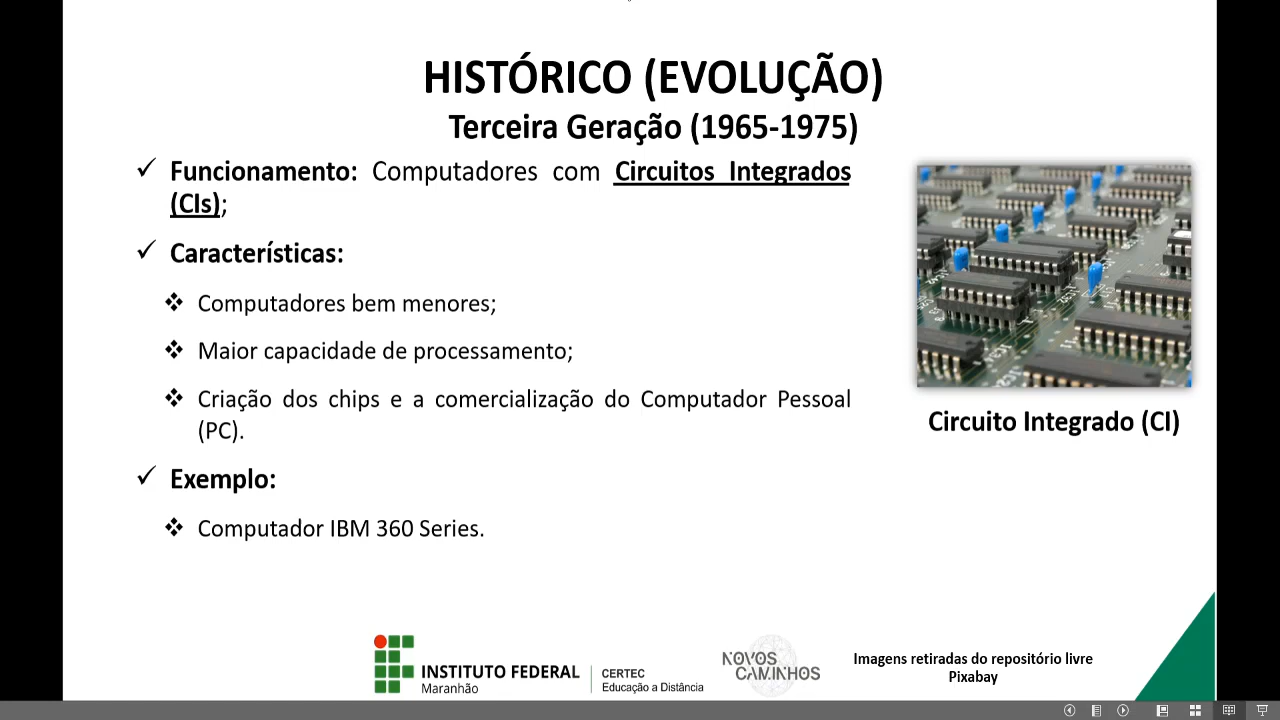 HISTÓRICO (EVOLUÇÃO)
Terceira Geração (1965-1975)
✓ Funcionamento: Computadores com Circuitos Integrados
(CIs);
✓ Características:
❖ Computadores bem menores;
❖ Maior capacidade de processamento;
❖ Criação dos chips e a comercialização do Computador Pessoal
(PC).
✓ Exemplo:
❖ Computador IBM 360 Series.
Circuito Integrado (CI)
INSTITUTO FEDERAL
Maranhão
CERTEC
Educação a Distância
NOVOS
CAMINHOS
Imagens retiradas do repositório livre
Pixabay